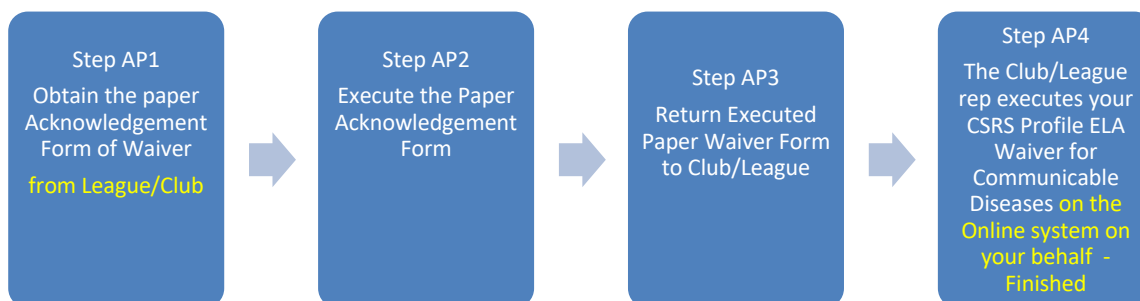 Step AP1
Obtain the paper
Acknowledgement
Form of Waiver
from League/Club
Step AP2
Execute the Paper
Acknowledgement
Form
Step AP3
Return Executed
Paper Waiver Form
to Club/League
Step AP4
The Club/League
rep executes your
CSRS Profile ELA
Waiver for
Communicable
Diseases on the
Online system on
your behalf  -
Finished